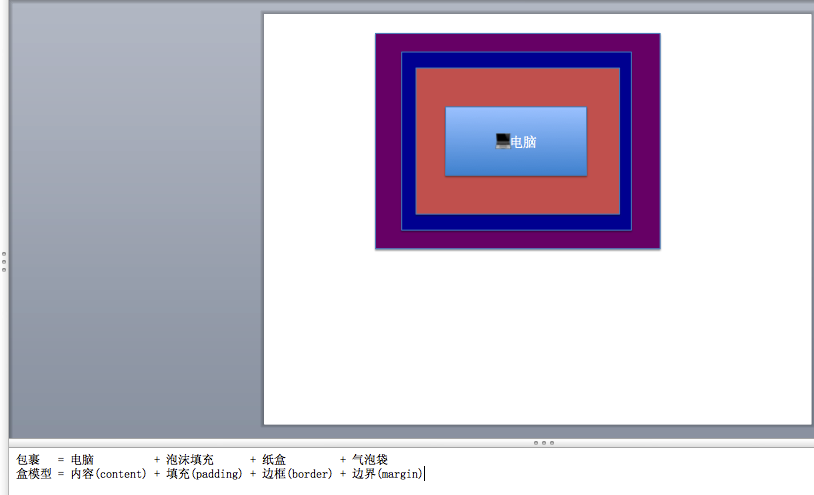 电脑
包裹 = 电脑 + 泡沫填充 + 纸盒 + 气泡袋
盒模型 = 内容(content) + 填充(padding) + 边框(border) + 边界(margin)